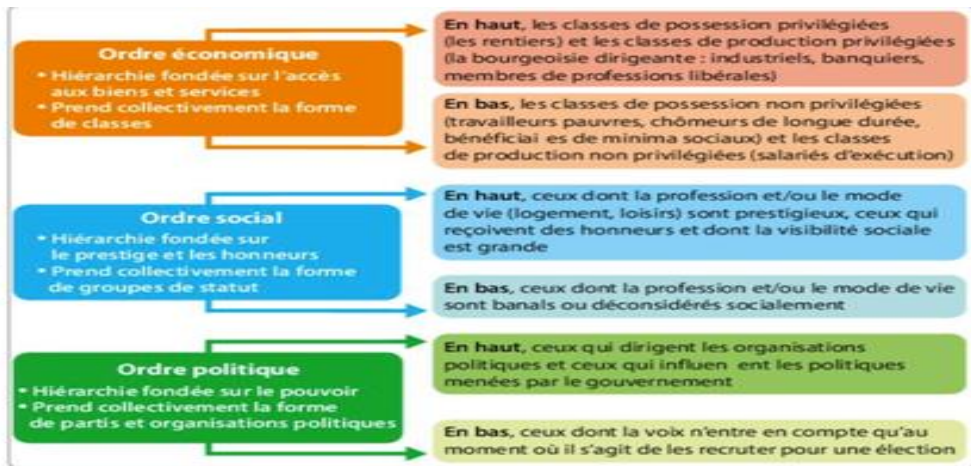 Ordre économique
• Hiérarchie fondée sur l'accès
aux biens et services
• Prend collectivement la forme
de classes
En haut, les classes de possession privilégiées
(les rentiers) et les classes de production privilégiées
(la bourgeoisie dirigeante : industriels, banquiers,
membres de professions libérales)
En bas, les classes de possession non privilégiées
(travailleurs pauvres, chômeurs de longue durée,
bénéficiai es de minima sociaux) et les classes
de production non privilégiées (salariés d'exécution)
Ordre social
• Hiérarchie fondée sur
le prestige et les honneurs
• Prend collectivement la forme
de groupes de statut
En haut, ceux dont la profession et/ou le mode
de vie (logement, loisirs) sont prestigieux, ceux qui
reçoivent des honneurs et dont la visibilité sociale
est grande
En bas, ceux dont la profession et/ou le mode de vie
sont banals ou déconsidérés socialement
Ordre politique
• Hiérarchie fondée sur le pouvoir
• Prend collectivement la forme
de partis et organisations politiques
En haut, ceux qui dirigent les organisations
politiques et ceux qui influen ent les politiques
menées par le gouvernement
En bas, ceux dont la voix n'entre en compte qu'au
moment où il s'agit de les recruter pour une élection